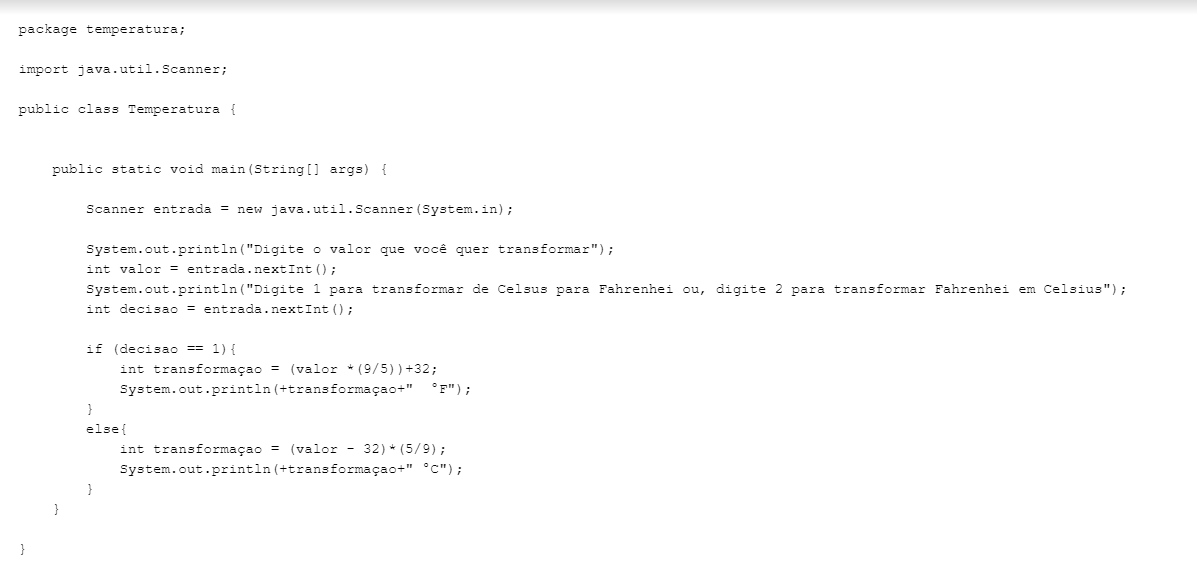 package temperatura;
import java.util.Scanner;
public class Temperatura {
public static void main(String[] args) {
Scanner entrada = new java.util.Scanner(System.in);
System.out.println("Digite o valor que você quer transformar");
int valor = entrada.nextInt();
System.out.println("Digite 1 para transformar de Celsus para Fahrenhei ou, digite 2 para transformar Fahrenhei em Celsius");
int decisao = entrada.nextInt();
if (decisao == 1){
int transformaçao = (valor *(9/5))+32;
System.out.println(+transformaçao+"  °F");
}
else{
int transformaçao = (valor - 32)*(5/9);
System.out.println(+transformaçao+" °C");
}
}
}